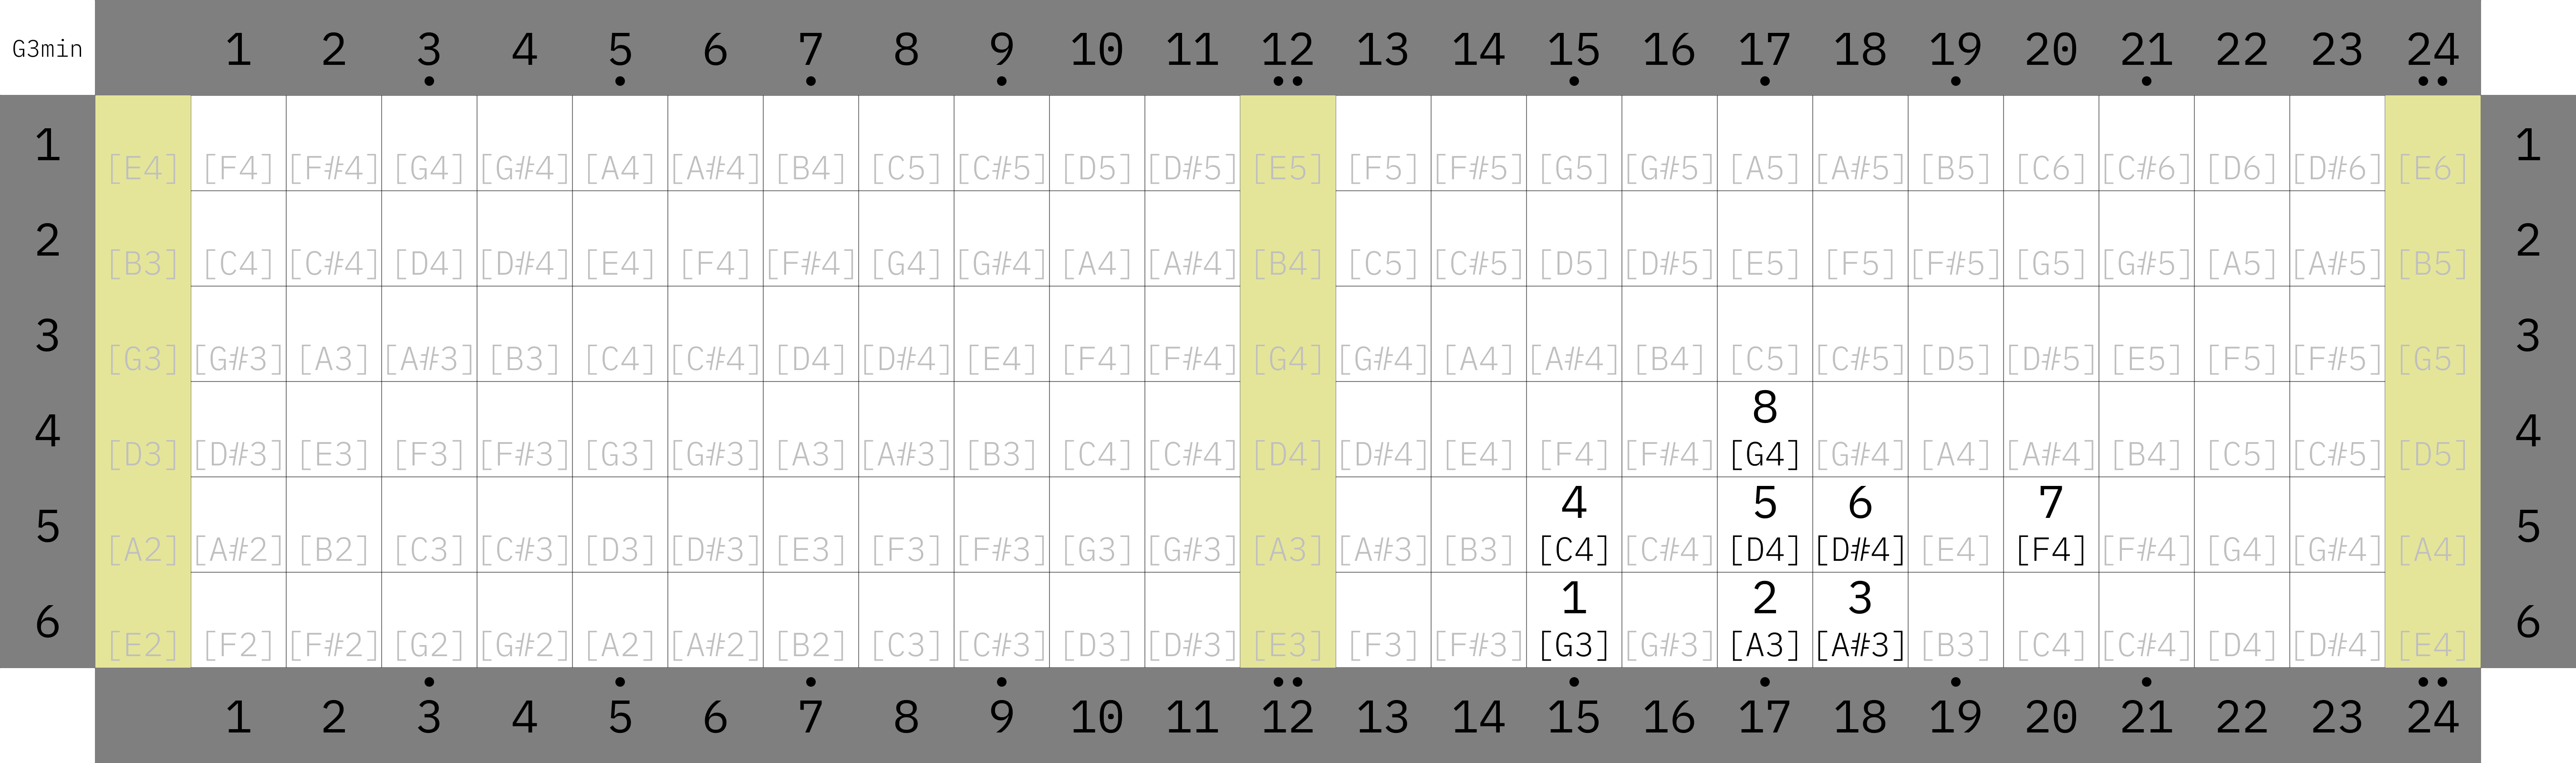 G3min 1 2 3 4 5 6 7 8 9 10 11 12 13 14 15 16 17 18 19 20 21 22 23 24
1 [E4] [F4] [F#4] [G4] [G#4] [A4] [A#4] [B4] [C5] [C#5] [D5] [D#5] [E5] [F5] [F#5] [G5] [G#5] [A5] [A#5] [B5] [C6] [C#6] [D6] [D#6] [E6] 1
2 [B3] [C4] [C#4] [D4] [D#4] [E4] [F4] [F#4] [G4] [G#4] [A4] [A#4] [B4] [C5] [C#5] [D5] [D#5] [E5] [F5] [F#5] [G5] [G#5] [A5] [A#5] [B5] 2
3 [G3] [G#3] [A3] [A#3] [B3] [C4] [C#4] [D4] [D#4] [E4] [F4] [F#4] [G4] [G#4] [A4] [A#4] [B4] [C5] [C#5] [D5] [D#5] [E5] [F5] [F#5] [G5] 3
8
4 [D3] [D#3] [E3] [F3] [F#3] [G3] [G#3] [A3] [A#3] [B3] [C4] [C#4] [D4] [D#4] [E4] [F4] [F#4] [G4] [G#4] [A4] [A#4] [B4] [C5] [C#5] [D5] 4
4 5 6 7
5 [A2] [A#2] [B2] [C3] [C#3] [D3] [D#3] [E3] [F3] [F#3] [G3] [G#3] [A3] [A#3] [B3] [C4] [C#4] [D4] [D#4] [E4] [F4] [F#4] [G4] [G#4] [A4] 5
1 2 3
6 [E2] [F2] [F#2] [G2] [G#2] [A2] [A#2] [B2] [C3] [C#3] [D3] [D#3] [E3] [F3] [F#3] [G3] [G#3] [A3] [A#3] [B3] [C4] [C#4] [D4] [D#4] [E4] 6
1 2 3 4 5 6 7 8 9 10 11 12 13 14 15 16 17 18 19 20 21 22 23 24